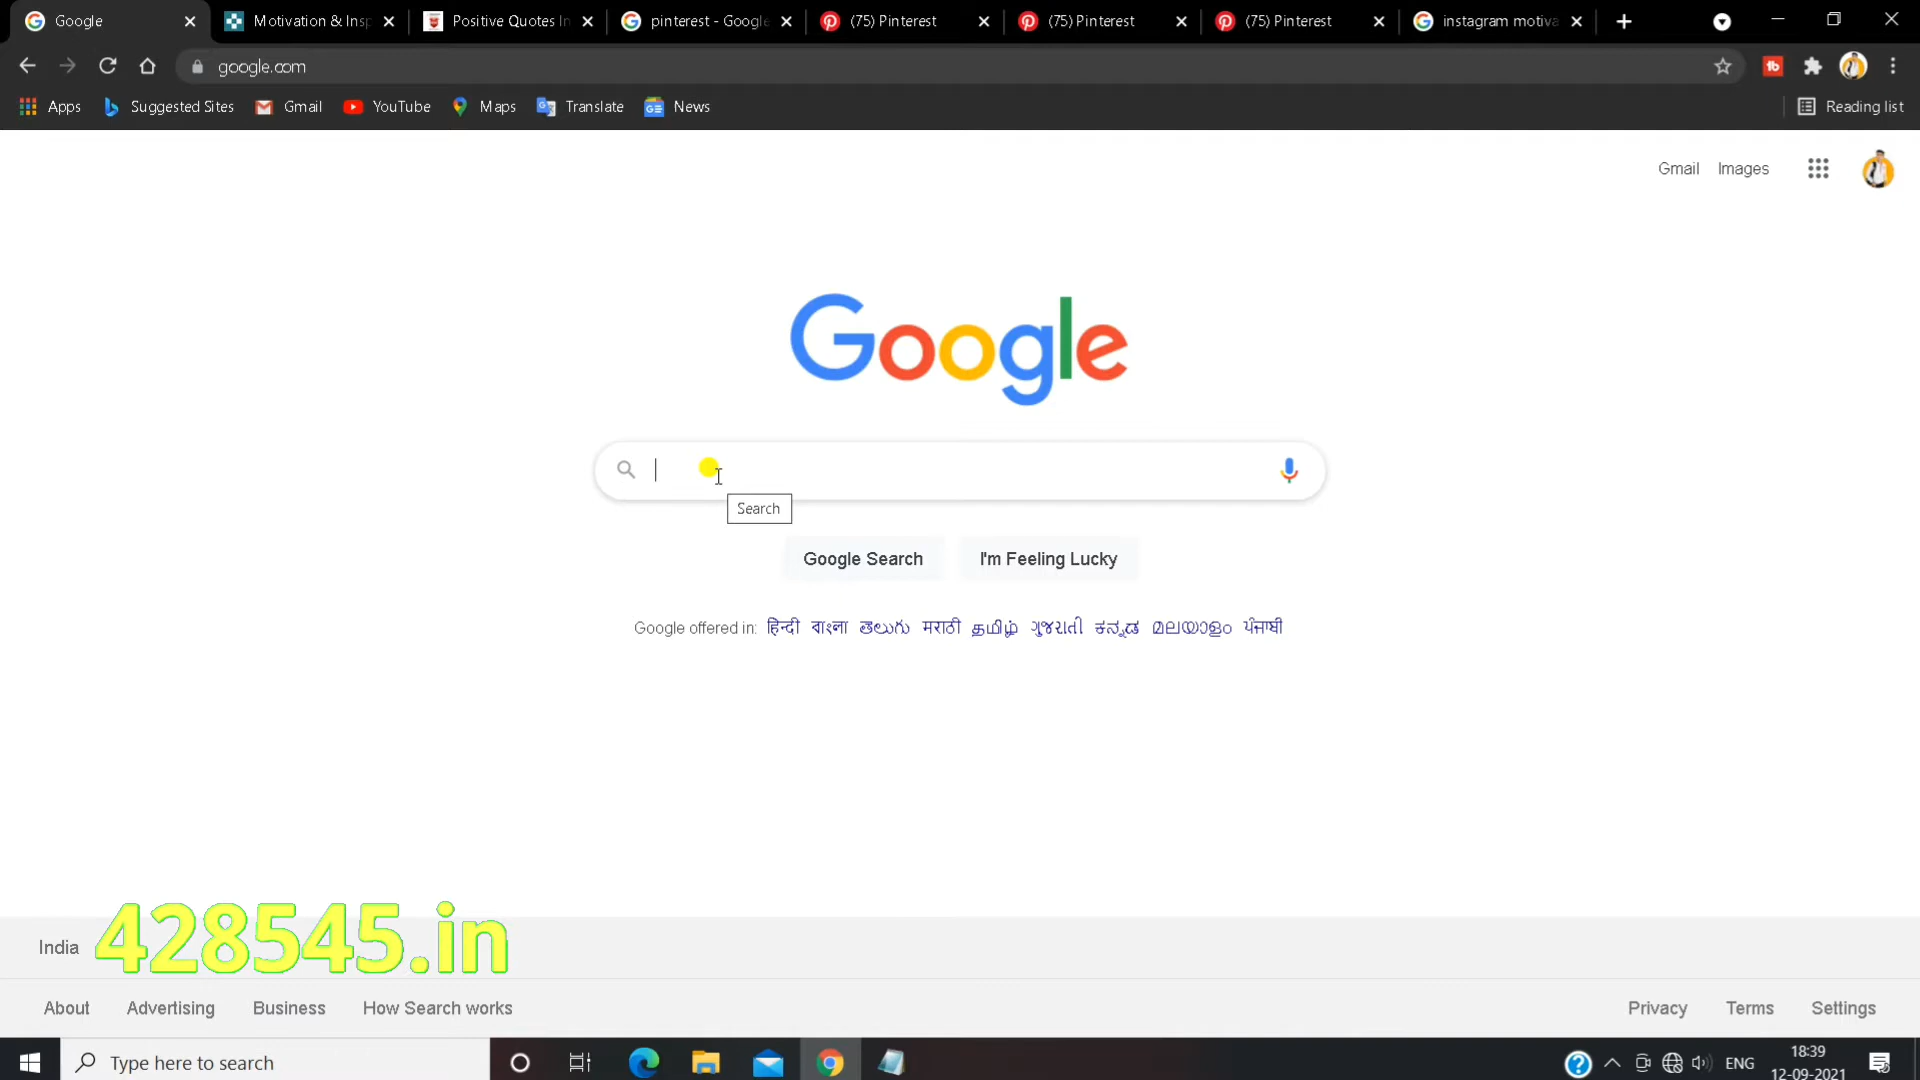 Google
Motivation & Insp
Positive Quotes In
pinterest - Google
(75) Pinterest
(75) Pinterest
(75) Pinterest
instagram motiva
google.com
Apps
Suggested Sites
Gmail
YouTube
Maps
Translate
News
Reading list
Gmail
Images
Google
Search
Google Search
I'm Feeling Lucky
Google offered in: हिन्दी বাংলা తెలుగు मराठी தமிழ் ગુજરાતી ಕನ್ನಡ മലയാളം ਪੰਜਾਬੀ
India
428545.in
About
Advertising
Business
How Search works
Privacy
Terms
Settings
Type here to search
ENG
18:39
12-09-2021